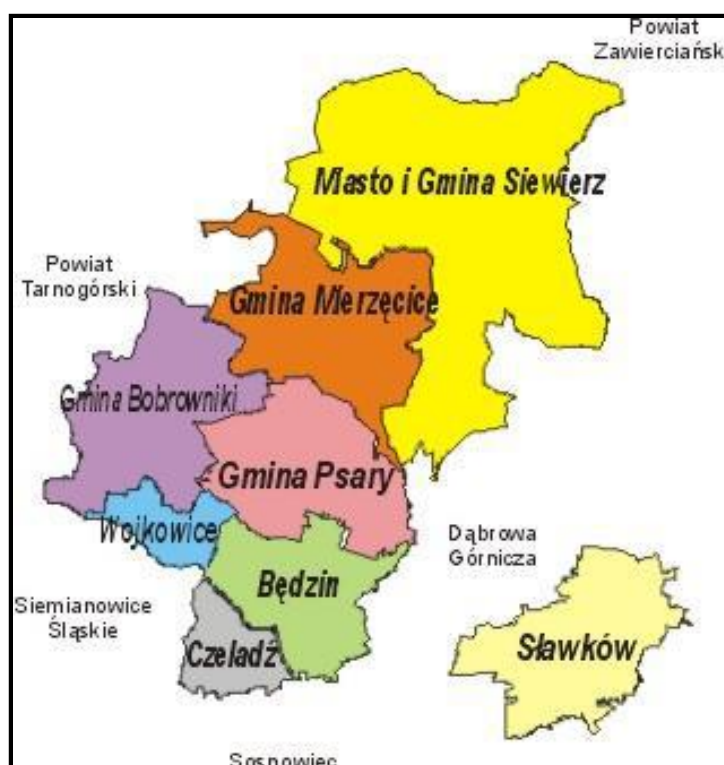 Powiat
Zawierciańsk
Miasto i Gmina Siewierz
Powiat
Tarnogórski
Gmina Mierzęcice
Gmina Bobrowniki
Gmina Psary
Wojkowice
Dąbrowa
Górnicza
Będzin
Siemianowice
Śląskie
Czeladź
Sławków
Sosnowiec